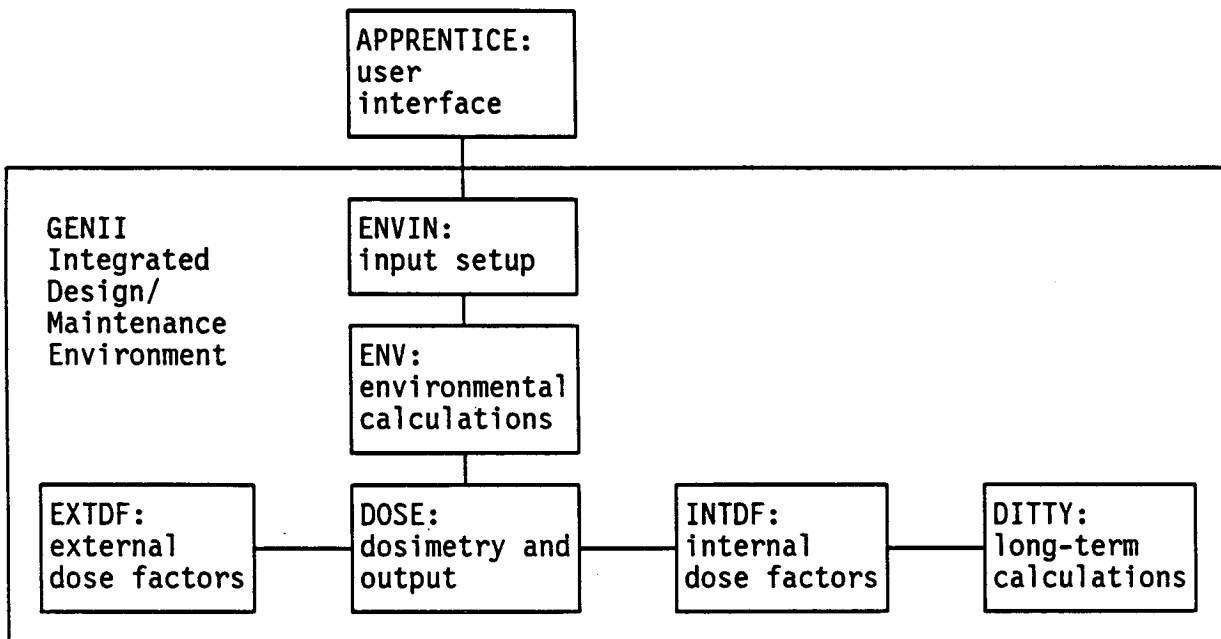 APPRENTICE:
user
interface
GENII
Integrated
Design/
Maintenance
Environment
ENVIN:
input setup
ENV:
environmental
calculations
EXTDF:
external
dose factors
DOSE:
dosimetry and
output
INTDF:
internal
dose factors
DITTY:
long-term
calculations